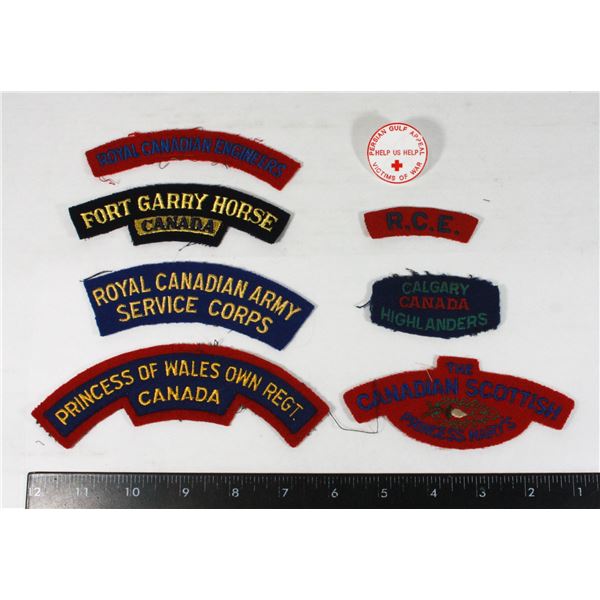 ROYAL CANADIAN ENGINEERS
PERSIAN GULF APPEAL
HELP US HELP
VICTIMS OF WAR
FORT GARRY HORSE
CANADA
R.C.E.
ROYAL CANADIAN ARMY
SERVICE CORPS
CALGARY
CANADA
HIGHLANDERS
PRINCESS OF WALES OWN REGT.
CANADA
THE
CANADIAN SCOTTISH
PRINCESS MARY'S
12 11 10 9 8 7 6 5 4 3 2 1